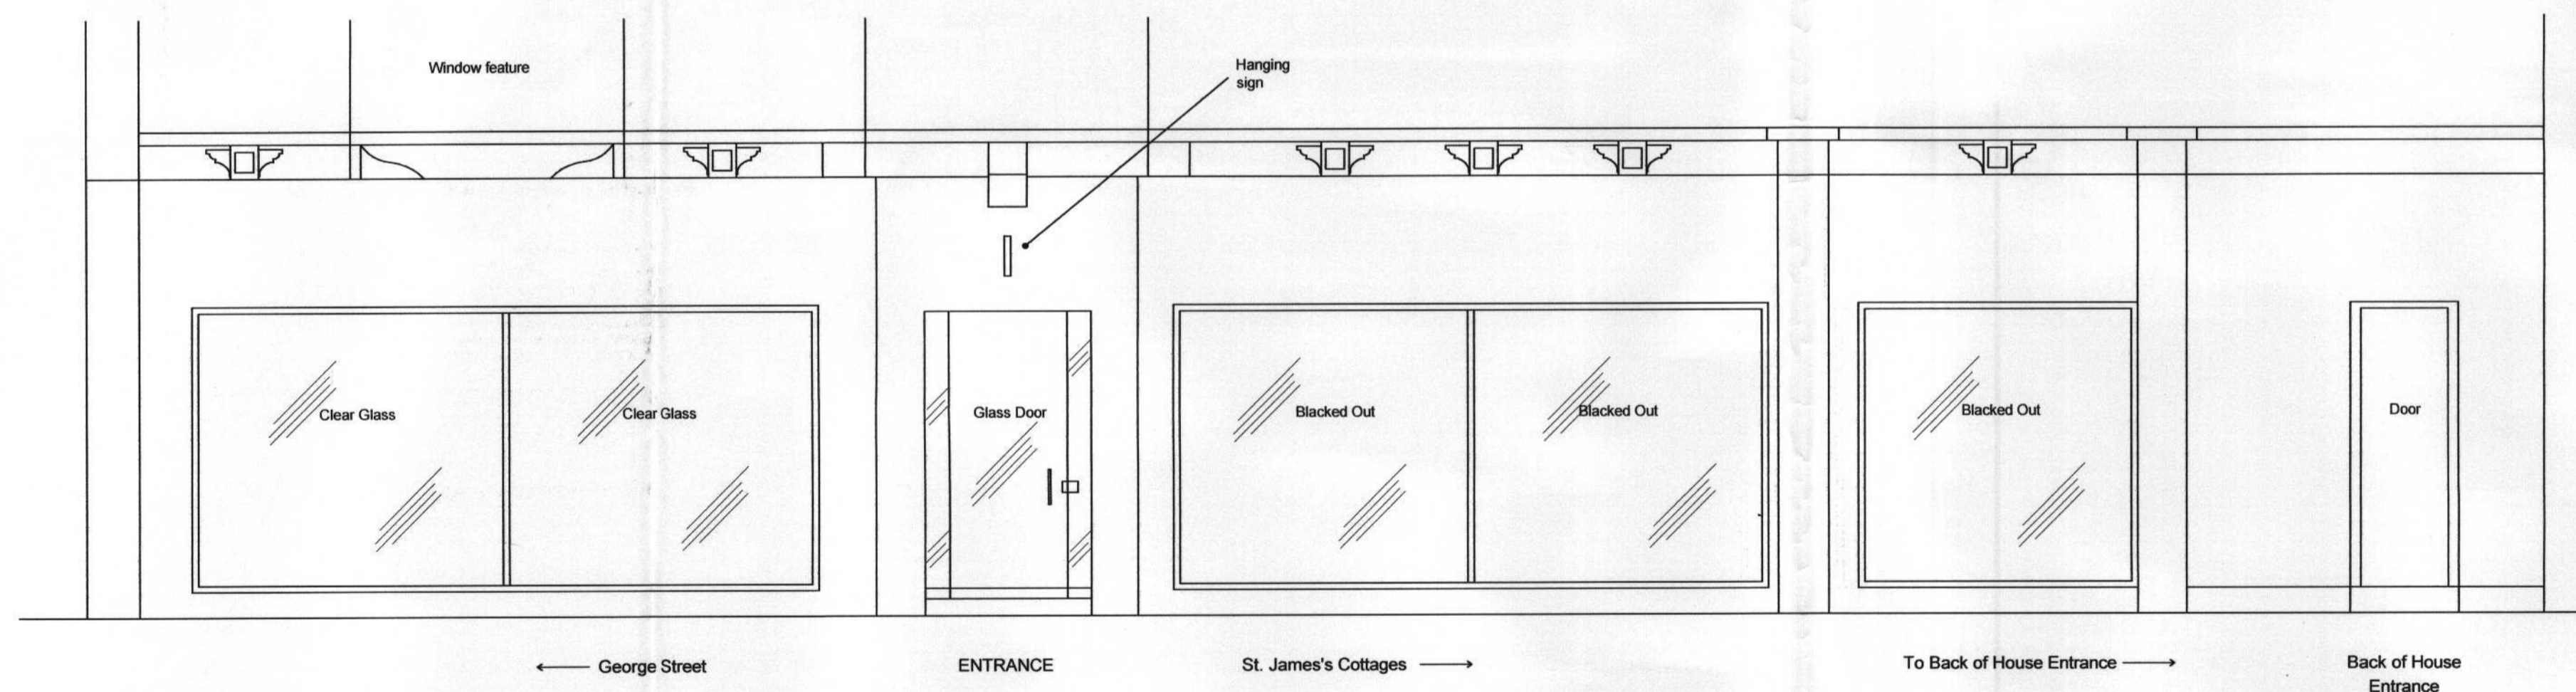 Window feature
Hanging
sign
Clear Glass
Clear Glass
Glass Door
Blacked Out
Blacked Out
Blacked Out
Door
← George Street
ENTRANCE
St. James's Cottages →
To Back of House Entrance →
Back of House
Entrance